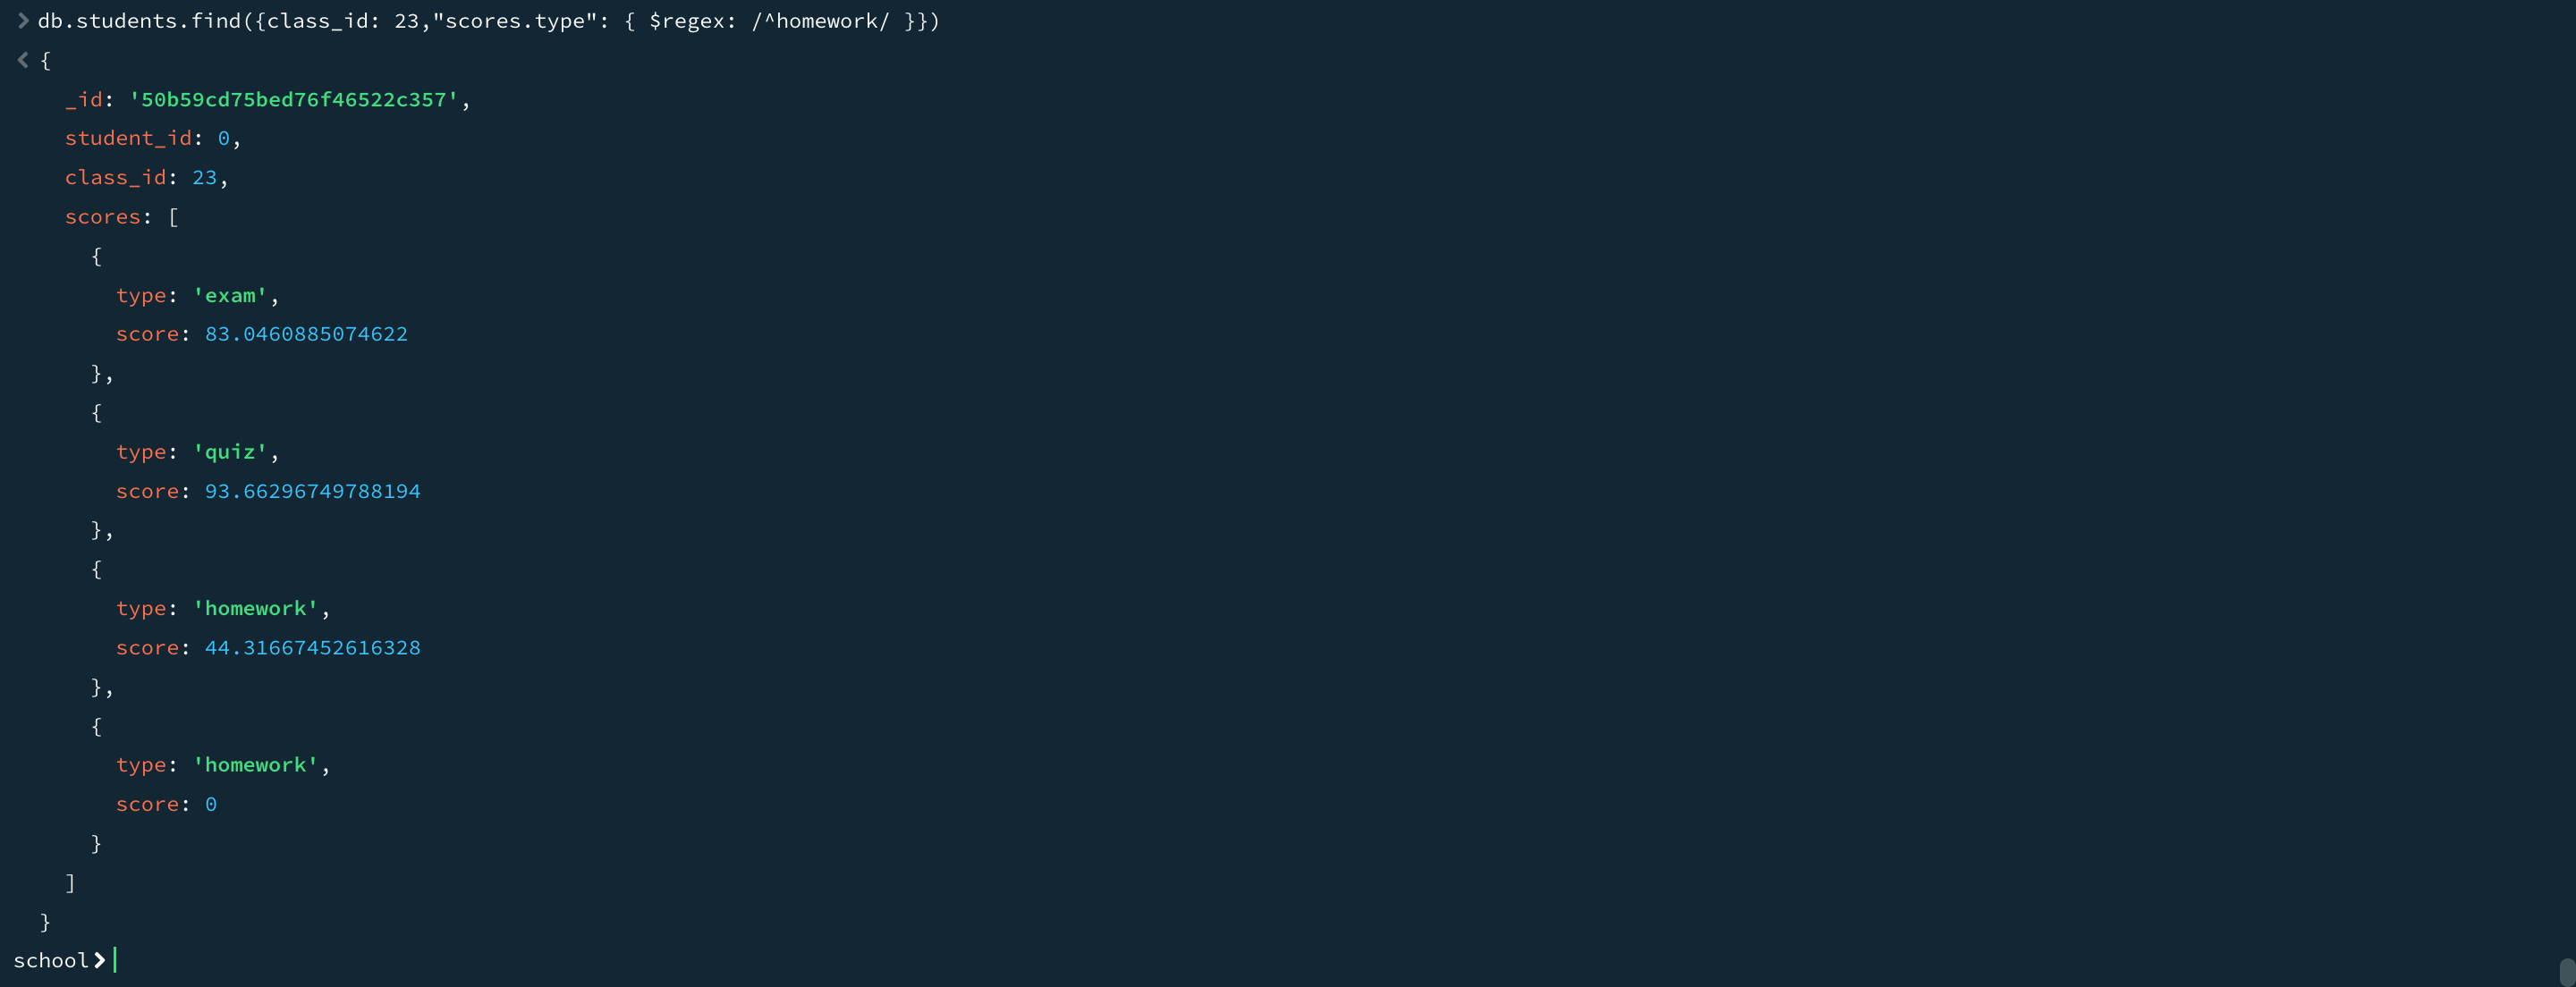 > db.students.find({class_id: 23,"scores.type": { $regex: /^homework/ }})
< {
_id: '50b59cd75bed76f46522c357',
student_id: 0,
class_id: 23,
scores: [
{
type: 'exam',
score: 83.0460885074622
},
{
type: 'quiz',
score: 93.66296749788194
},
{
type: 'homework',
score: 44.31667452616328
},
{
type: 'homework',
score: 0
}
]
}
school>